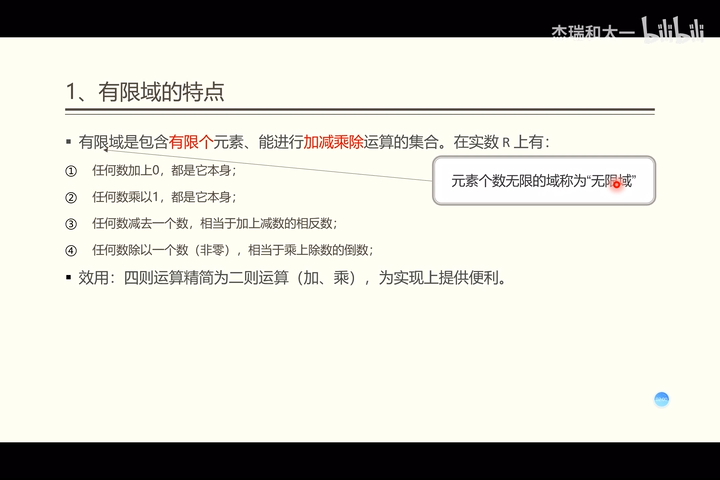 杰瑞和大一 bilibili
1、有限域的特点
▪ 有限域是包含有限个元素、能进行加减乘除运算的集合。在实数 R 上有：
① 任何数加上0，都是它本身；
元素个数无限的域称为“无限域”
② 任何数乘以1，都是它本身；
③ 任何数减去一个数，相当于加上减数的相反数；
④ 任何数除以一个数（非零），相当于乘上除数的倒数；
▪ 效用：四则运算精简为二则运算（加、乘），为实现上提供便利。